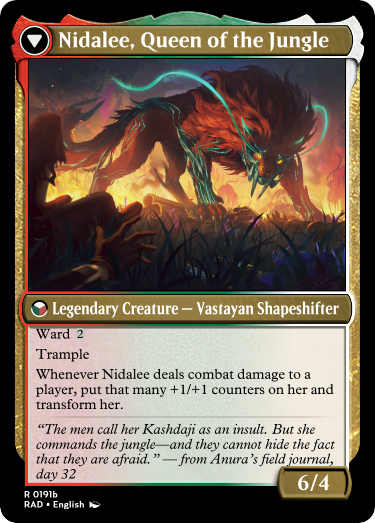 Nidalee, Queen of the Jungle
Legendary Creature — Vastayan Shapeshifter
Ward 2
Trample
Whenever Nidalee deals combat damage to a
player, put that many +1/+1 counters on her and
transform her.
“The men call her Kashdaji as an insult. But she
commands the jungle—and they cannot hide the fact
that they are afraid.” — from Anura's field journal,
day 32
6/4
R 0191b
RAD • English